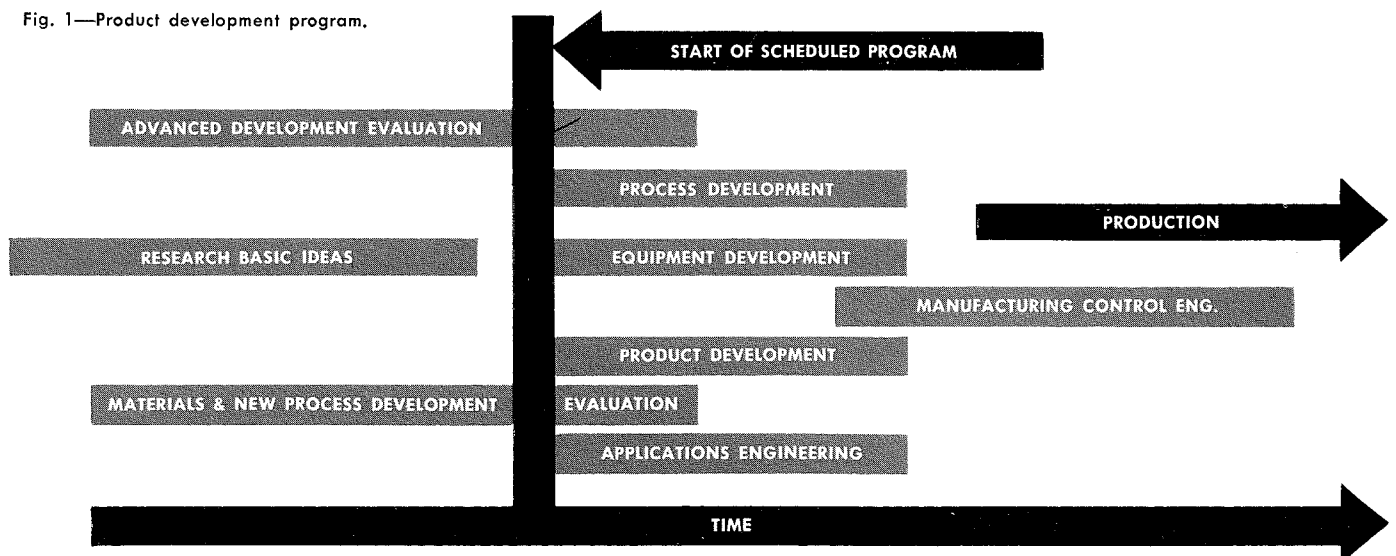 Fig. 1—Product development program.
START OF SCHEDULED PROGRAM
ADVANCED DEVELOPMENT EVALUATION
PROCESS DEVELOPMENT
PRODUCTION
RESEARCH BASIC IDEAS
EQUIPMENT DEVELOPMENT
MANUFACTURING CONTROL ENG.
PRODUCT DEVELOPMENT
MATERIALS & NEW PROCESS DEVELOPMENT EVALUATION
APPLICATIONS ENGINEERING
TIME